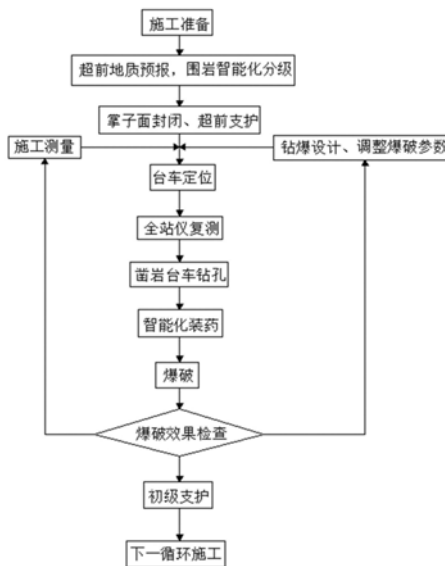 施工准备
超前地质预报，围岩智能化分级
掌子面封闭、超前支护
施工测量
钻爆设计、调整爆破参数
台车定位
全站仪复测
凿岩台车钻孔
智能化装药
爆破
爆破效果检查
初级支护
下一循环施工